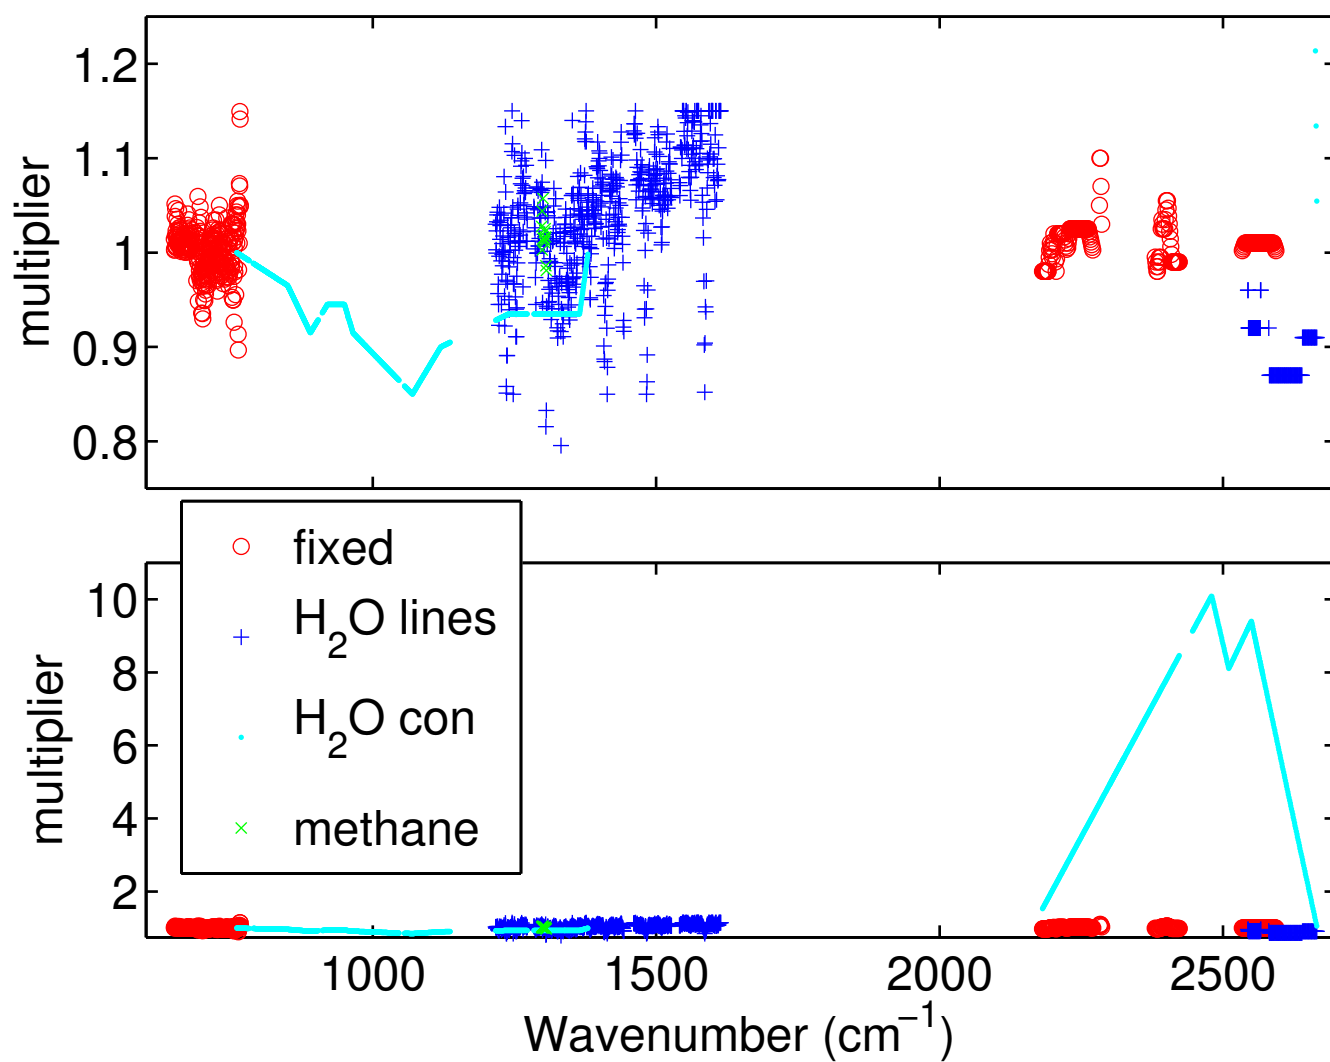 1.2
1.1
1
0.9
0.8
multiplier
fixed
H₂O lines
H₂O con
methane
10
8
6
4
2
multiplier
1000 1500 2000 2500
Wavenumber (cm⁻¹)